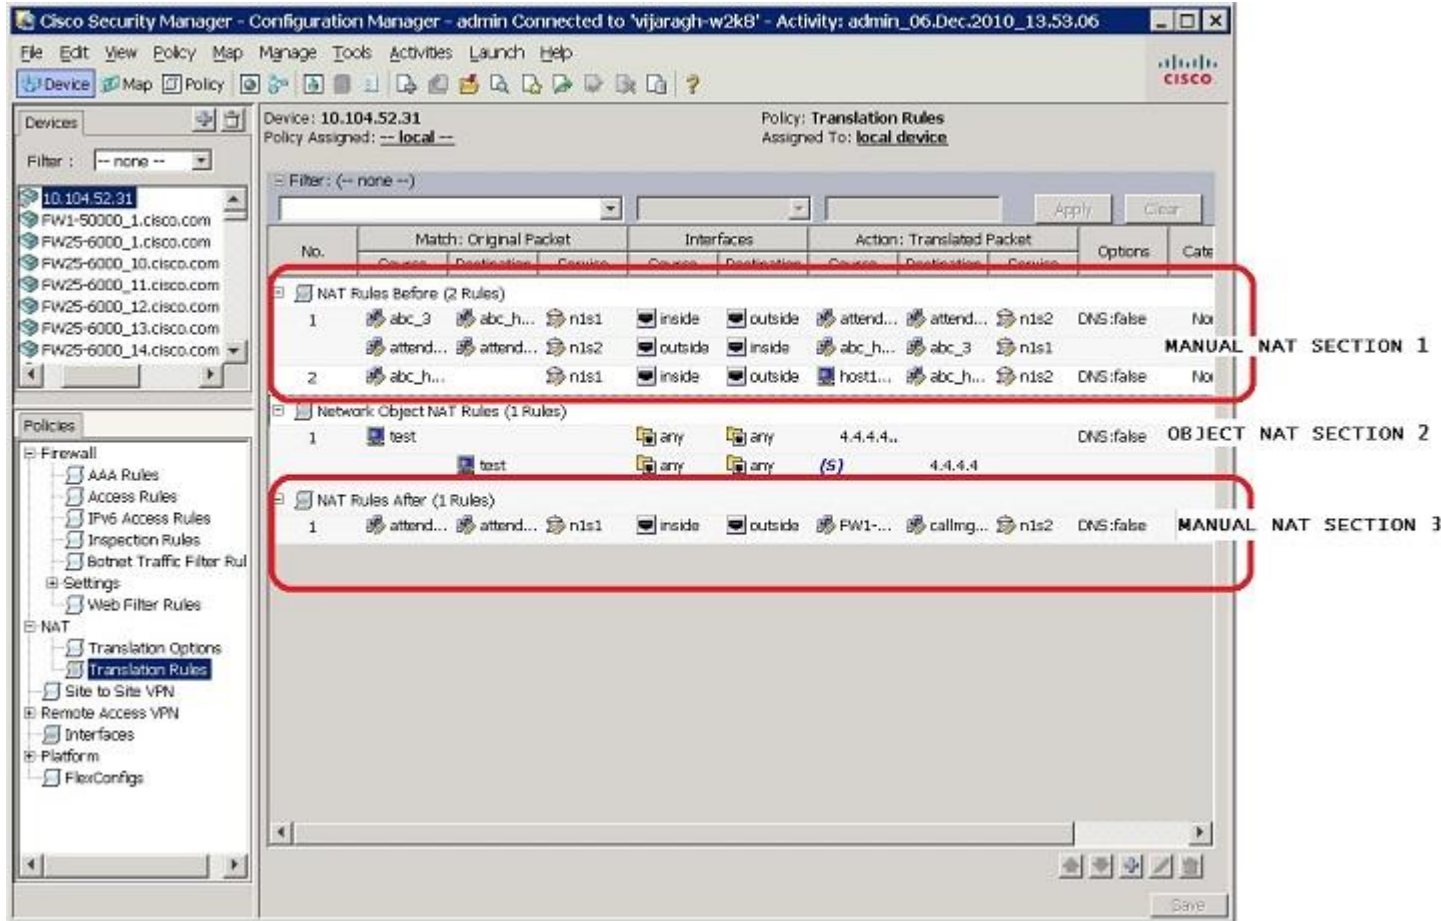 Cisco Security Manager - Configuration Manager - admin Connected to 'vijaragh-w2k8' - Activity: admin_06.Dec.2010_13.53.06
File Edit View Policy Map Manage Tools Activities Launch Help
Device Map Policy ?
CISCO
Devices
Filter : -- none --
10.104.52.31
FW1-50000_1.cisco.com
FW25-6000_1.cisco.com
FW25-6000_10.cisco.com
FW25-6000_11.cisco.com
FW25-6000_12.cisco.com
FW25-6000_13.cisco.com
FW25-6000_14.cisco.com
Policies
Firewall
AAA Rules
Access Rules
IPv6 Access Rules
Inspection Rules
Botnet Traffic Filter Rul
Settings
Web Filter Rules
NAT
Translation Options
Translation Rules
Site to Site VPN
Remote Access VPN
Interfaces
Platform
FlexConfigs
Device: 10.104.52.31 Policy: Translation Rules
Policy Assigned: -- local -- Assigned To: local device
Filter: (-- none --)
Apply Clear
No. Match: Original Packet Interfaces Action: Translated Packet Options Cate
Source Destination Service Source Destination Source Destination Service
NAT Rules Before (2 Rules)
1 abc_3 abc_h... n1s1 inside outside attend... attend... n1s2 DNS:false Nor
attend... attend... n1s2 outside inside abc_h... abc_3 n1s1
MANUAL NAT SECTION 1
2 abc_h... n1s1 inside outside host1... abc_h... n1s2 DNS:false Nor
Network Object NAT Rules (1 Rules)
1 test any any 4.4.4.4.. DNS:false
OBJECT NAT SECTION 2
test any any (S) 4.4.4.4
NAT Rules After (1 Rules)
1 attend... attend... n1s1 inside outside FW1-... callmg... n1s2 DNS:false
MANUAL NAT SECTION 3
Save